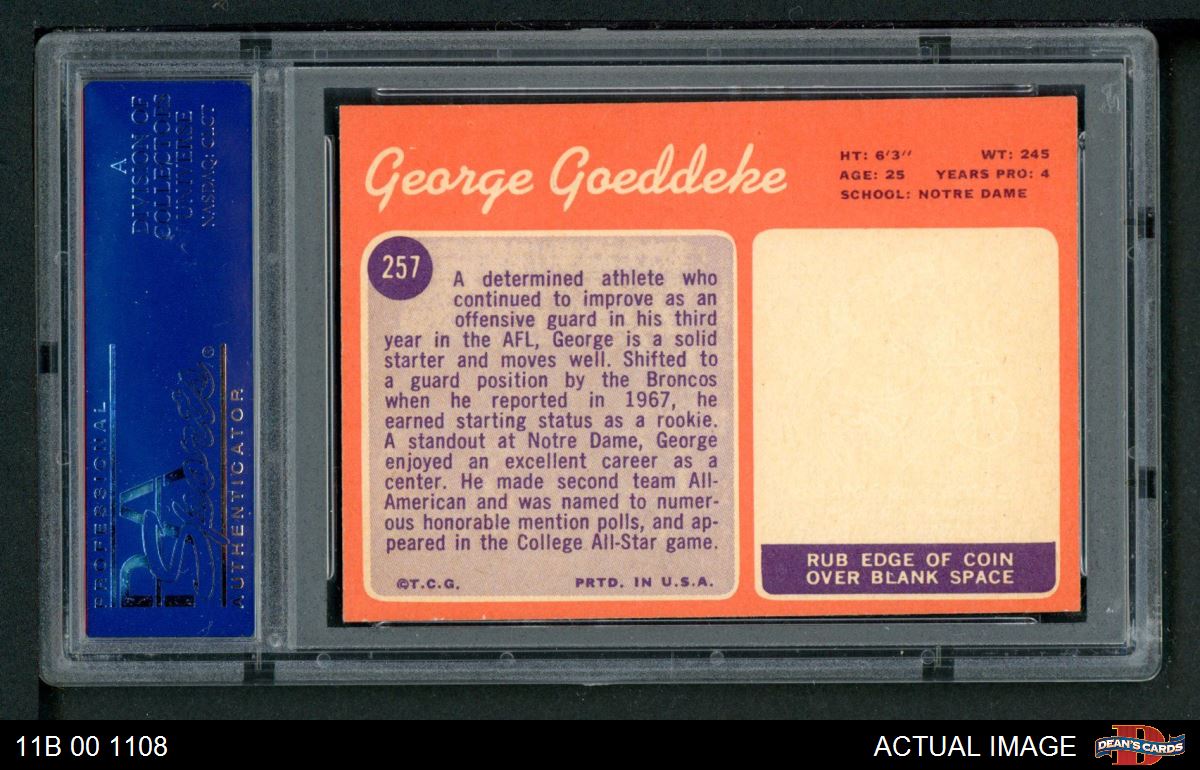 A
DIVISION OF
COLLECTORS
UNIVERSE
NASDAQ: CLCT
PROFESSIONAL
PSA
Sports
AUTHENTICATOR
George Goeddeke
HT: 6'3" WT: 245
AGE: 25 YEARS PRO: 4
SCHOOL: NOTRE DAME
257
A determined athlete who
continued to improve as an
offensive guard in his third
year in the AFL, George is a solid
starter and moves well. Shifted to
a guard position by the Broncos
when he reported in 1967, he
earned starting status as a rookie.
A standout at Notre Dame, George
enjoyed an excellent career as a
center. He made second team All-
American and was named to numer-
ous honorable mention polls, and ap-
peared in the College All-Star game.
©T.C.G. PRTD. IN U.S.A.
RUB EDGE OF COIN
OVER BLANK SPACE
11B 00 1108
ACTUAL IMAGE
DEAN'S CARDS